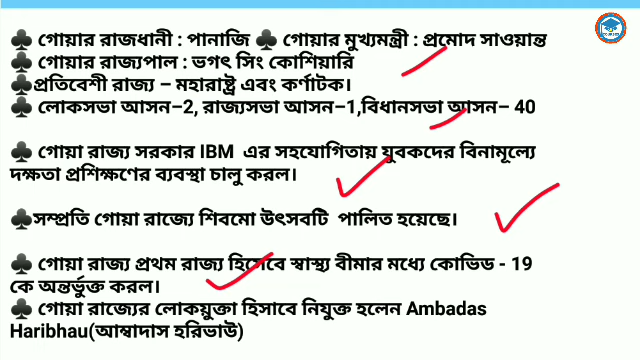 ♣ গোয়ার রাজধানী : পানাজি ♣ গোয়ার মুখ্যমন্ত্রী : প্রমোদ সাওয়ান্ত
♣ গোয়ার রাজ্যপাল : ভগৎ সিং কোশিয়ারি
♣প্রতিবেশী রাজ্য – মহারাষ্ট্র এবং কর্ণাটক।
♣ লোকসভা আসন–2, রাজ্যসভা আসন–1,বিধানসভা আসন– 40
♣ গোয়া রাজ্য সরকার IBM এর সহযোগিতায় যুবকদের বিনামূল্যে
দক্ষতা প্রশিক্ষণের ব্যবস্থা চালু করল।
♣সম্প্রতি গোয়া রাজ্যে শিবমো উৎসবটি পালিত হয়েছে।
♣ গোয়া রাজ্য প্রথম রাজ্য হিসেবে স্বাস্থ্য বীমার মধ্যে কোভিড - 19
কে অন্তর্ভুক্ত করল।
♣ গোয়া রাজ্যের লোকয়ুক্তা হিসাবে নিযুক্ত হলেন Ambadas
Haribhau(আম্বাদাস হরিভাউ)